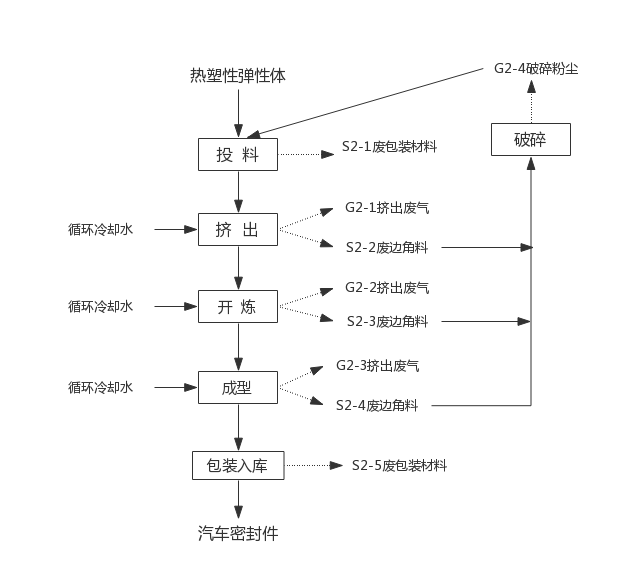 G2-4破碎粉尘
热塑性弹性体
破碎
投 料
S2-1废包装材料
G2-1挤出废气
循环冷却水
挤 出
S2-2废边角料
G2-2挤出废气
循环冷却水
开 炼
S2-3废边角料
G2-3挤出废气
循环冷却水
成型
S2-4废边角料
包装入库
S2-5废包装材料
汽车密封件